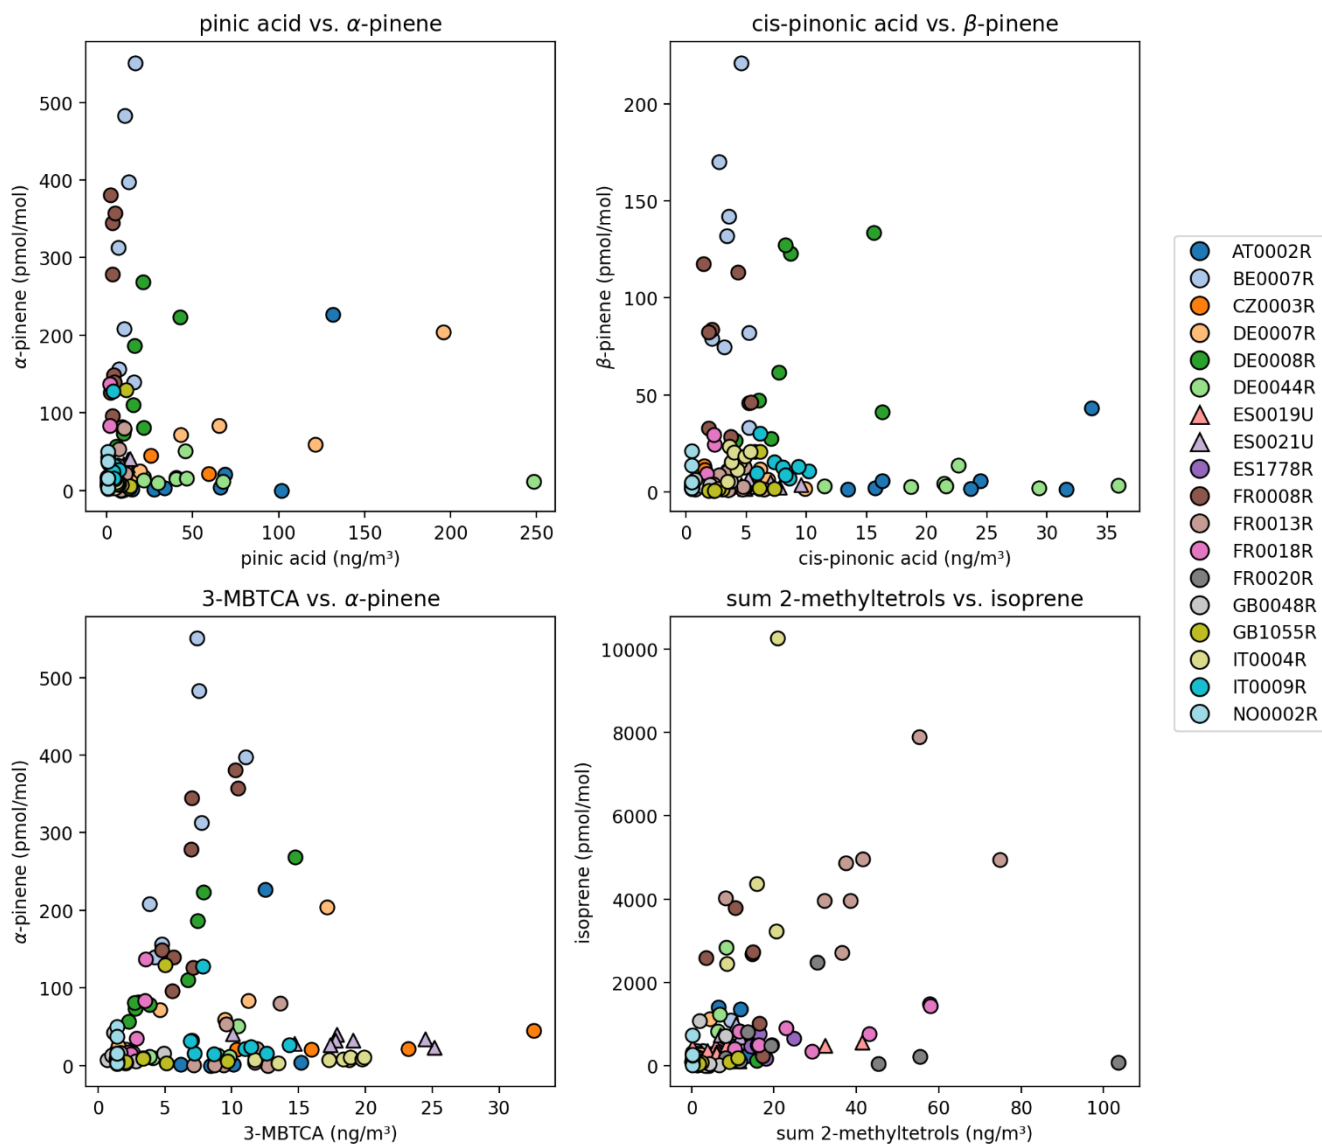 pinic acid vs. α-pinene
cis-pinonic acid vs. β-pinene
α-pinene (pmol/mol)
500
400
300
200
100
0
0
50
100
150
200
250
pinic acid (ng/m³)
β-pinene (pmol/mol)
200
150
100
50
0
0
5
10
15
20
25
30
35
cis-pinonic acid (ng/m³)
3-MBTCA vs. α-pinene
sum 2-methyltetrols vs. isoprene
α-pinene (pmol/mol)
500
400
300
200
100
0
0
5
10
15
20
25
30
3-MBTCA (ng/m³)
isoprene (pmol/mol)
10000
8000
6000
4000
2000
0
0
20
40
60
80
100
sum 2-methyltetrols (ng/m³)
AT0002R
BE0007R
CZ0003R
DE0007R
DE0008R
DE0044R
ES0019U
ES0021U
ES1778R
FR0008R
FR0013R
FR0018R
FR0020R
GB0048R
GB1055R
IT0004R
IT0009R
NO0002R